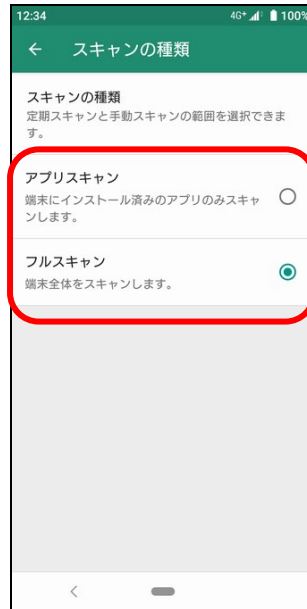 12:34 4G+ 100%
スキャンの種類
スキャンの種類
定期スキャンと手動スキャンの範囲を選択できま
す。
アプリスキャン
端末にインストール済みのアプリのみスキャ
ンします。
フルスキャン
端末全体をスキャンします。